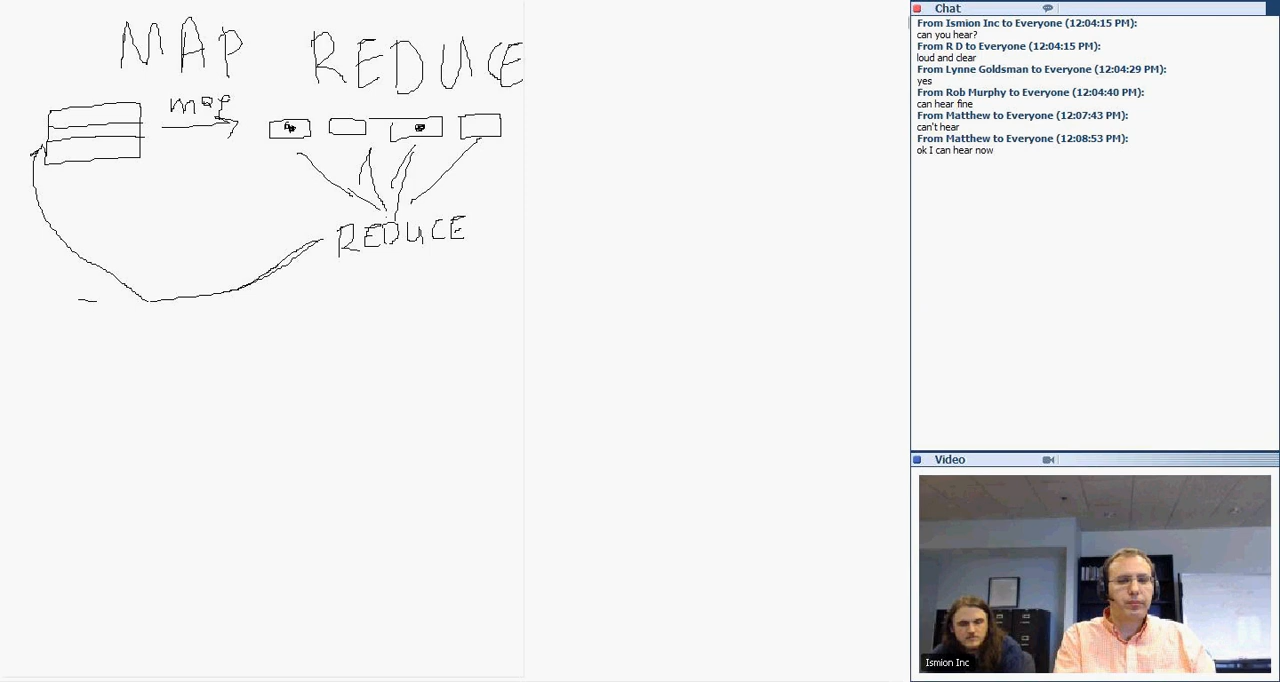 MAP REDUCE
map
REDUCE
Chat
From Ismion Inc to Everyone (12:04:15 PM):
can you hear?
From R D to Everyone (12:04:15 PM):
loud and clear
From Lynne Goldsman to Everyone (12:04:29 PM):
yes
From Rob Murphy to Everyone (12:04:40 PM):
can hear fine
From Matthew to Everyone (12:07:43 PM):
can't hear
From Matthew to Everyone (12:08:53 PM):
ok I can hear now
Video
Ismion Inc